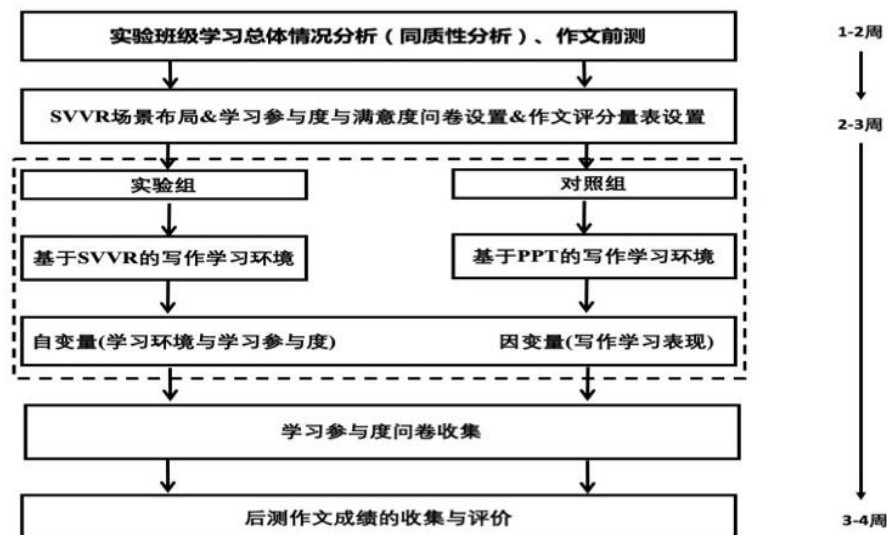 实验班级学习总体情况分析（同质性分析）、作文前测
1-2周
SVVR场景布局&学习参与度与满意度问卷设置&作文评分量表设置
2-3周
实验组
对照组
基于SVVR的写作学习环境
基于PPT的写作学习环境
自变量(学习环境与学习参与度)
因变量(写作学习表现)
学习参与度问卷收集
后测作文成绩的收集与评价
3-4周